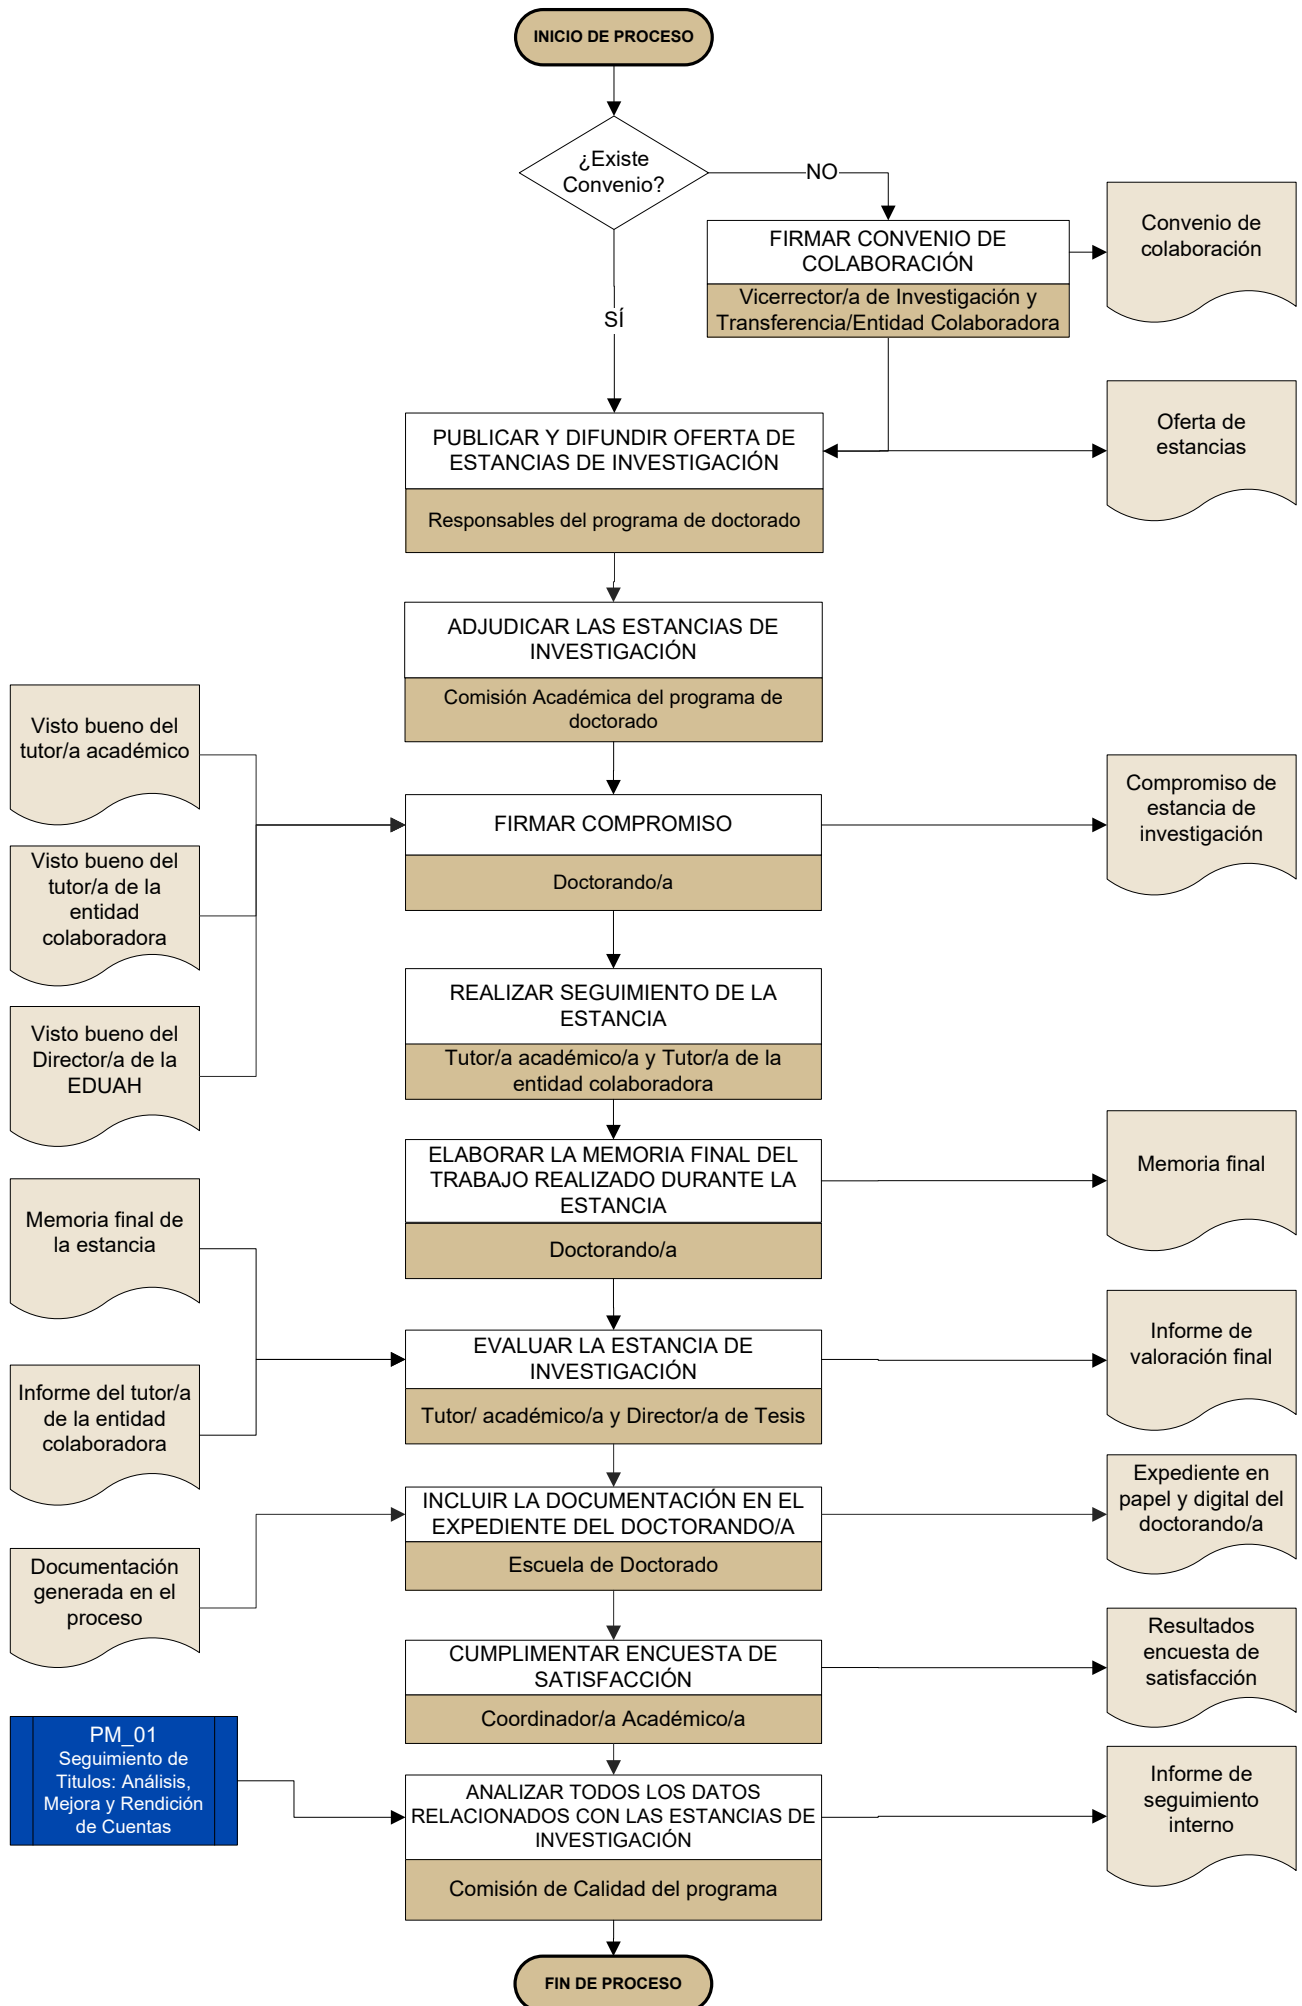 INICIO DE PROCESO
¿Existe
Convenio?
NO
SÍ
FIRMAR CONVENIO DE
COLABORACIÓN
Vicerrector/a de Investigación y
Transferencia/Entidad Colaboradora
Convenio de
colaboración
PUBLICAR Y DIFUNDIR OFERTA DE
ESTANCIAS DE INVESTIGACIÓN
Responsables del programa de doctorado
Oferta de
estancias
ADJUDICAR LAS ESTANCIAS DE
INVESTIGACIÓN
Comisión Académica del programa de
doctorado
Visto bueno del
tutor/a académico
Visto bueno del
tutor/a de la
entidad
colaboradora
Visto bueno del
Director/a de la
EDUAH
FIRMAR COMPROMISO
Doctorando/a
Compromiso de
estancia de
investigación
REALIZAR SEGUIMIENTO DE LA
ESTANCIA
Tutor/a académico/a y Tutor/a de la
entidad colaboradora
ELABORAR LA MEMORIA FINAL DEL
TRABAJO REALIZADO DURANTE LA
ESTANCIA
Doctorando/a
Memoria final
Memoria final de
la estancia
Informe del tutor/a
de la entidad
colaboradora
EVALUAR LA ESTANCIA DE
INVESTIGACIÓN
Tutor/ académico/a y Director/a de Tesis
Informe de
valoración final
Documentación
generada en el
proceso
INCLUIR LA DOCUMENTACIÓN EN EL
EXPEDIENTE DEL DOCTORANDO/A
Escuela de Doctorado
Expediente en
papel y digital del
doctorando/a
CUMPLIMENTAR ENCUESTA DE
SATISFACCIÓN
Coordinador/a Académico/a
Resultados
encuesta de
satisfacción
PM_01
Seguimiento de
Titulos: Análisis,
Mejora y Rendición
de Cuentas
ANALIZAR TODOS LOS DATOS
RELACIONADOS CON LAS ESTANCIAS DE
INVESTIGACIÓN
Comisión de Calidad del programa
Informe de
seguimiento
interno
FIN DE PROCESO